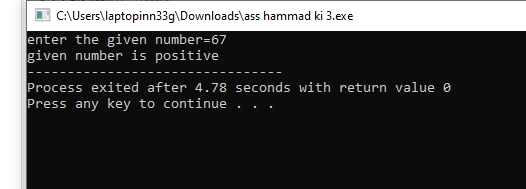 C:\Users\laptopinn33g\Downloads\ass hammad ki 3.exe
enter the given number=67
given number is positive
--------------------------------
Process exited after 4.78 seconds with return value 0
Press any key to continue . . .